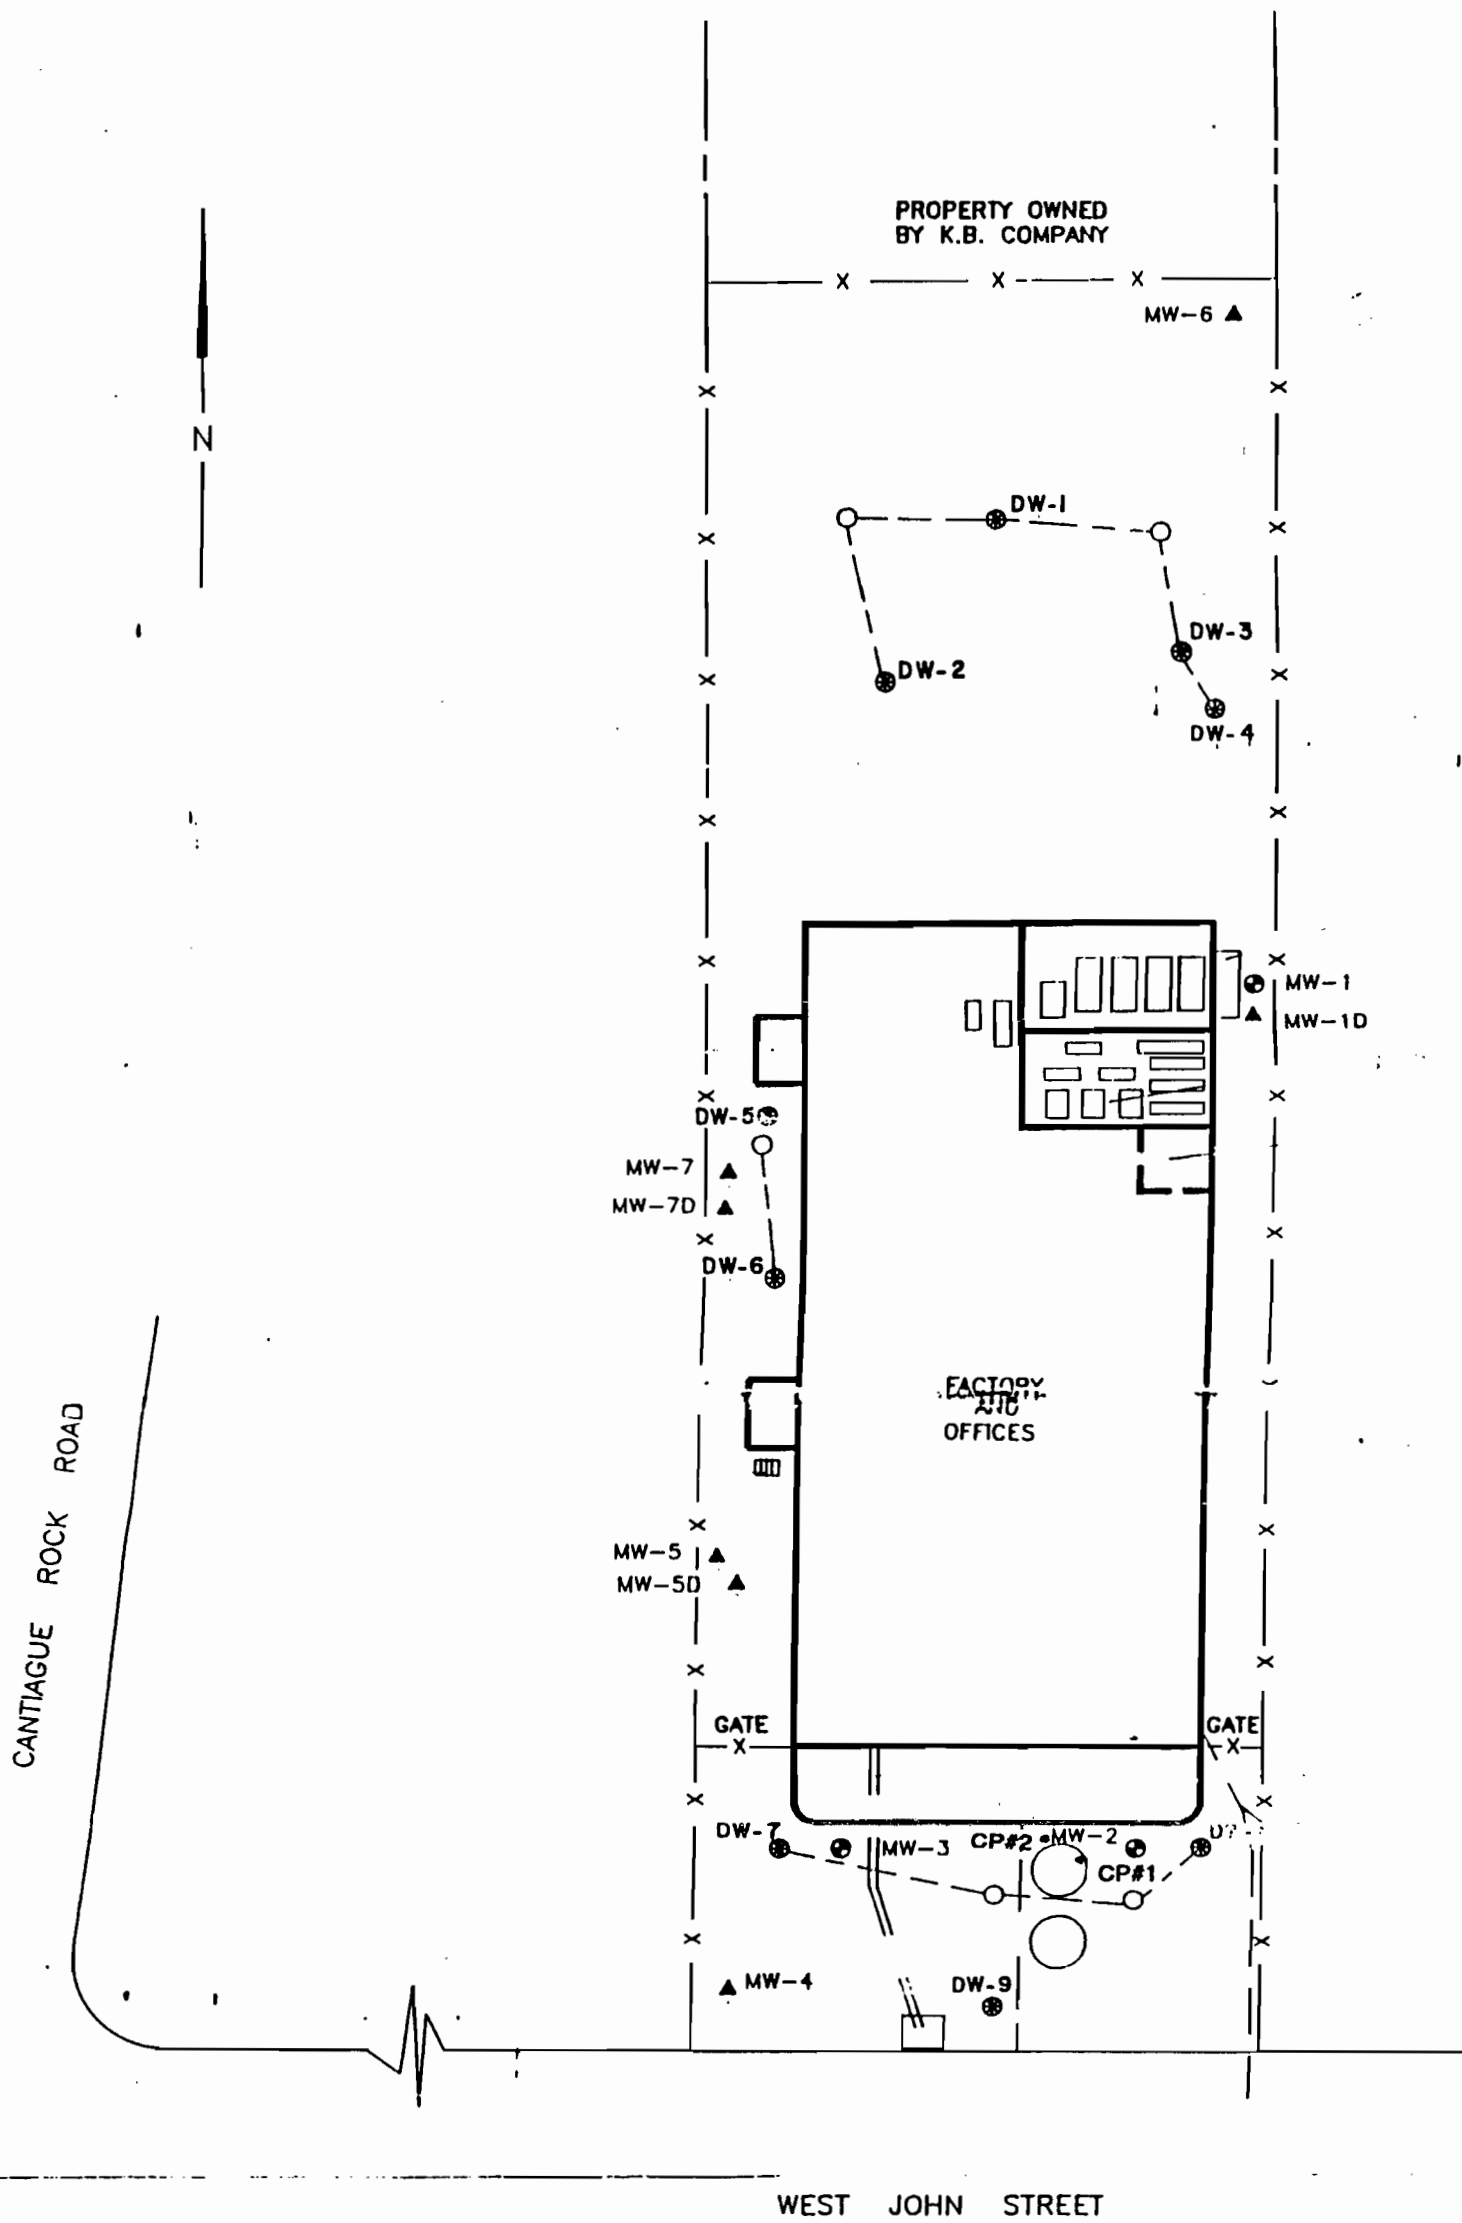 PROPERTY OWNED
BY K.B. COMPANY
X X X
MW-6
X X
N
DW-1
X X
DW-3
DW-2
X X
DW-4
X X
X X
MW-1
MW-1D
X X
DW-5
MW-7
MW-7D
X X
DW-6
FACTORY
AND
OFFICES
CANTIAGUE ROCK ROAD
X X
MW-5
MW-5D
X X
GATE GATE
X X
X X
DW-7 MW-3 CP#2 MW-2
CP#1
X X
MW-4 DW-9
WEST JOHN STREET